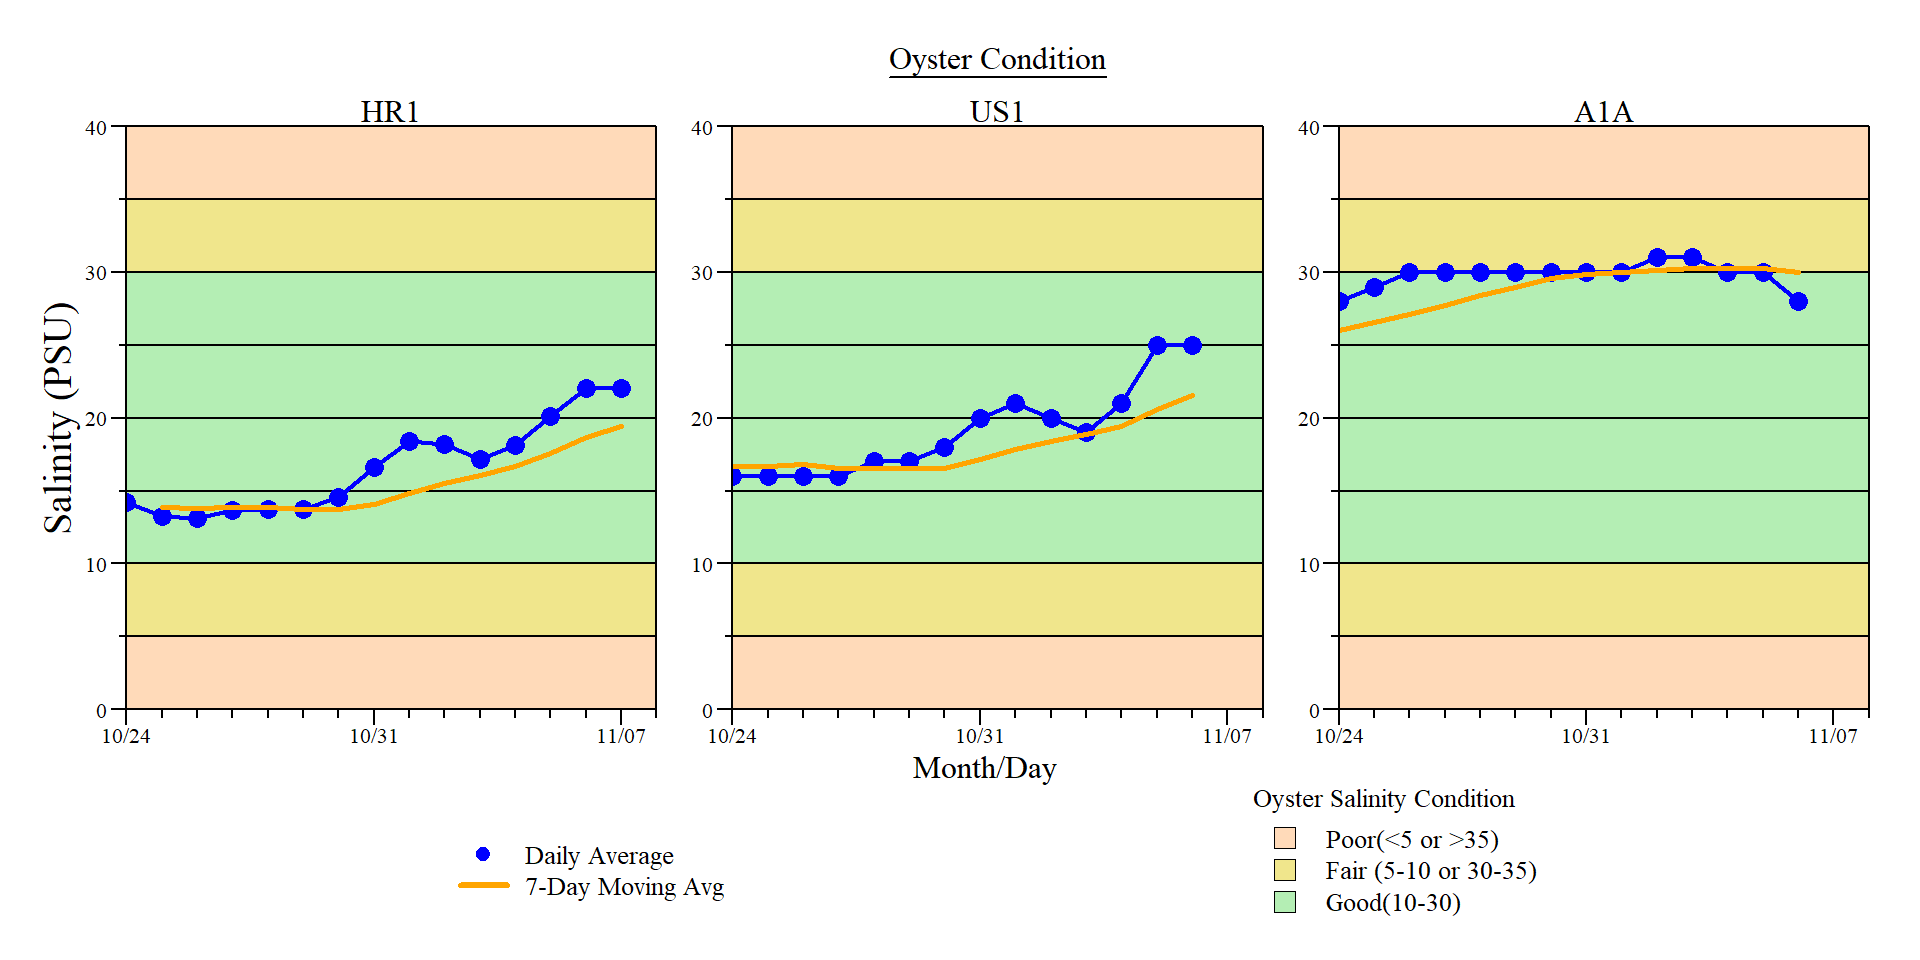 Oyster Condition
HR1
US1
A1A
Salinity (PSU)
40
30
20
10
0
10/24
10/31
11/07
40
30
20
10
0
10/24
10/31
11/07
40
30
20
10
0
10/24
10/31
11/07
Month/Day
Daily Average
7-Day Moving Avg
Oyster Salinity Condition
Poor(<5 or >35)
Fair (5-10 or 30-35)
Good(10-30)